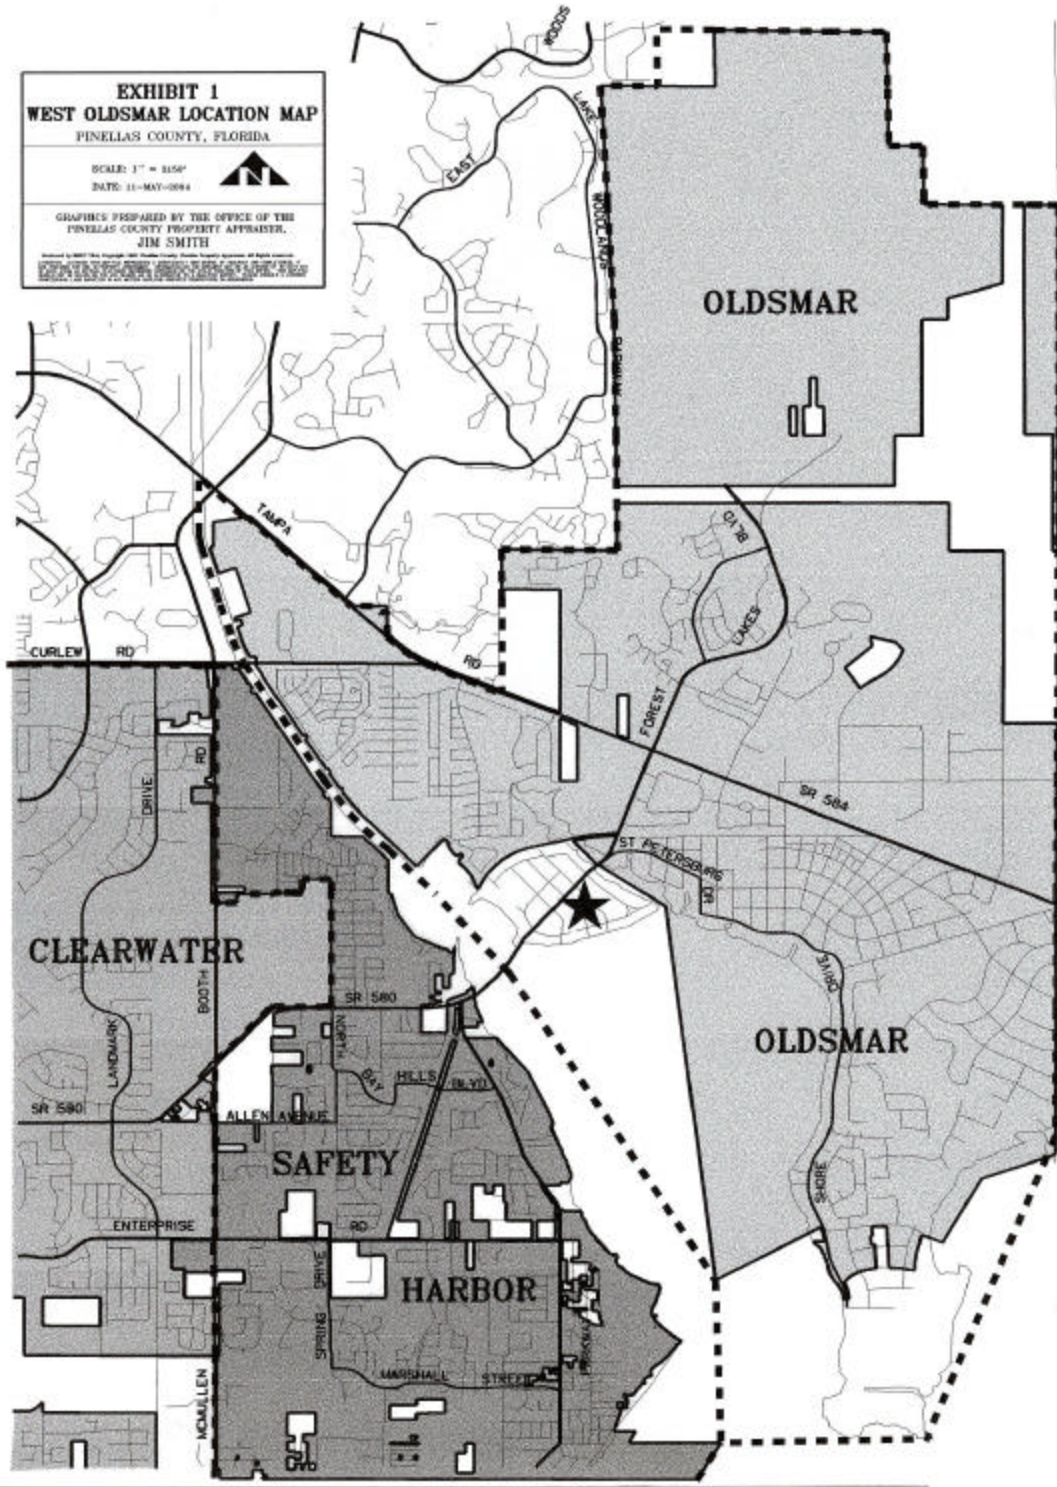 EXHIBIT 1
WEST OLDSMAR LOCATION MAP
PINELLAS COUNTY, FLORIDA
GRAPHICS PREPARED BY THE OFFICE OF THE
PINELLAS COUNTY PROPERTY APPRAISER,
JIM SMITH
N
WOODS
LAKE
EAST
WOODLANDS
PARKWAY
OLDSMAR
TAMPA
BLVD
LAKES
CURLEW RD
RD
FOREST
RD
DRIVE
SR 584
ST PETERSBURG
DR
CLEARWATER
DRIVE
BOOTH
SR 580
NORTH
LANDMARK
OLDSMAR
BAY
HILLS BLVD
SR 580
ALLEN AVENUE
SAFETY
SHORE
ENTERPRISE RD
DRIVE
HARBOR
SPRING
PARKWAY
MARSHALL STREET
MCMULLEN